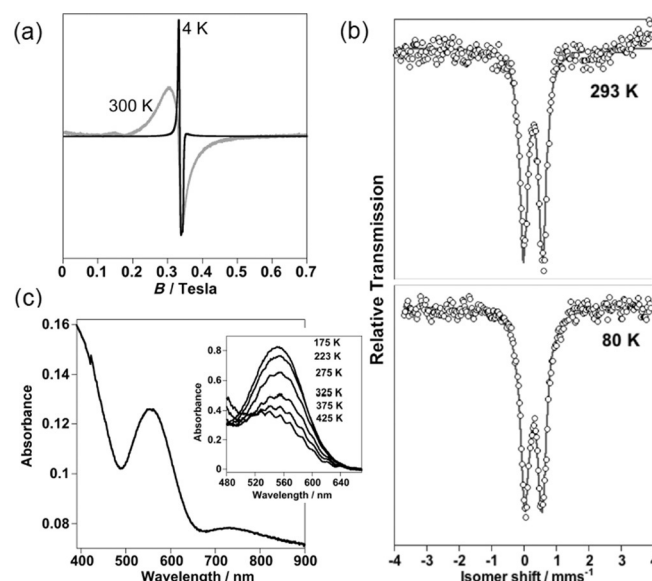 (a)
4 K
300 K
0 0.1 0.2 0.3 0.4 0.5 0.6 0.7
B / Tesla
(b)
293 K
80 K
Relative Transmission
-4 -3 -2 -1 0 1 2 3 4
Isomer shift / mms-1
(c)
0.16
0.14
0.12
0.1
0.08
Absorbance
400 500 600 700 800 900
Wavelength / nm
0.8
0.6
0.4
0.2
0
Absorbance
175 K
223 K
275 K
325 K
375 K
425 K
480 520 560 600 640
Wavelength / nm